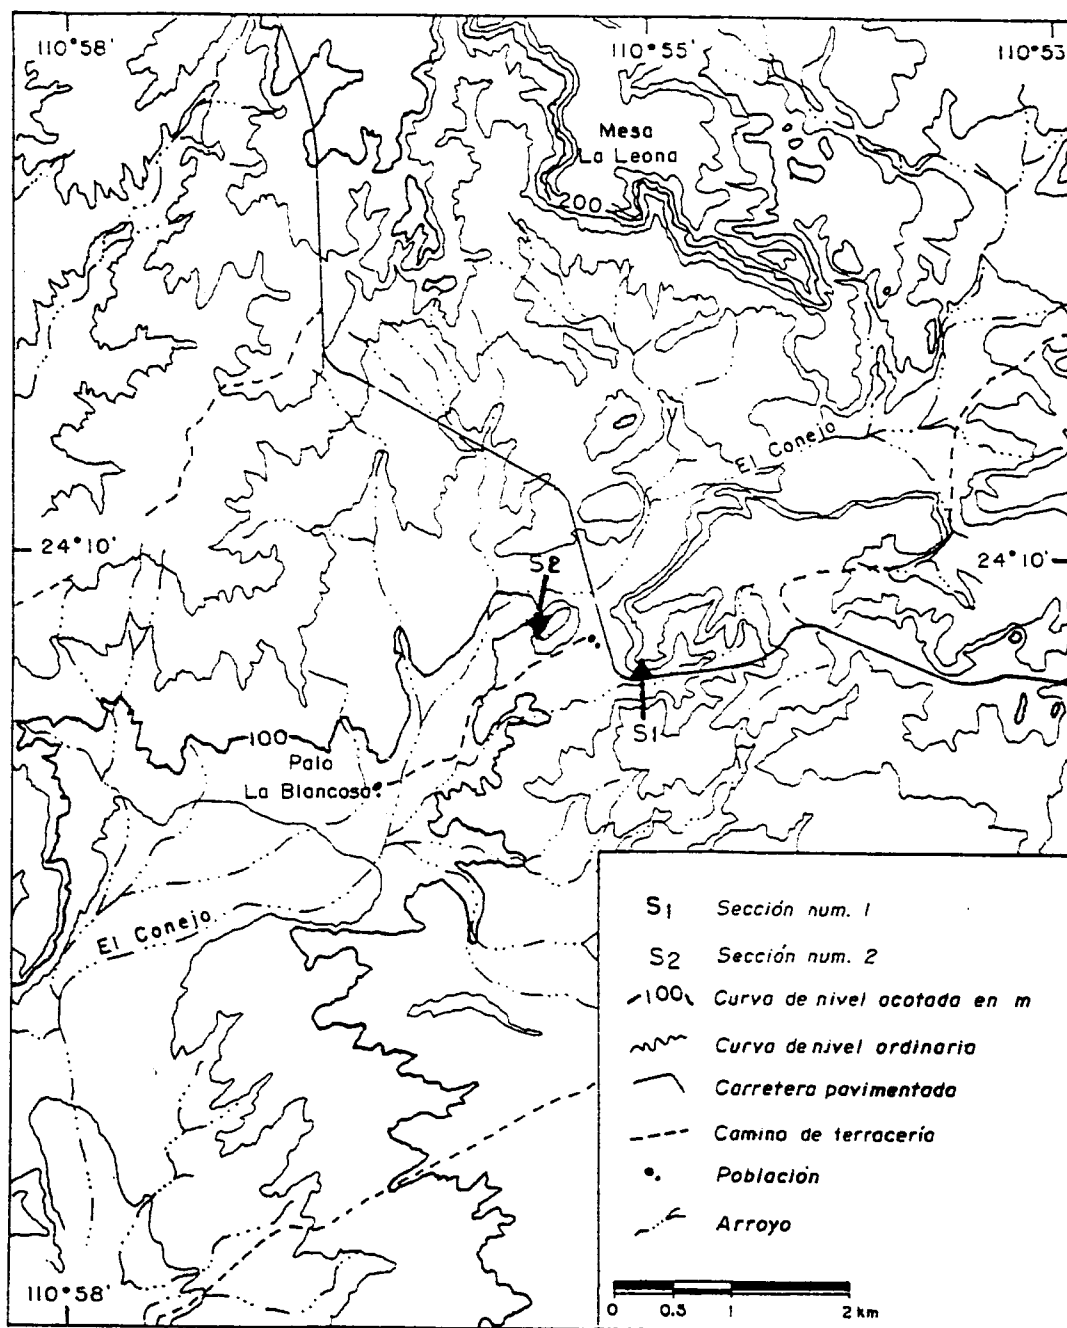 110°58'
110°55'
110°53'
Mesa
La Leona
200
El Conejo
24°10'
24°10'
S2
S1
100
Palo
La Blancosa
El Conejo
S1 Sección num. 1
S2 Sección num. 2
100 Curva de nivel acotada en m
Curva de nivel ordinaria
Carretera pavimentada
Camino de terracería
Población
Arroyo
110°58'
0 0.5 1 2 km